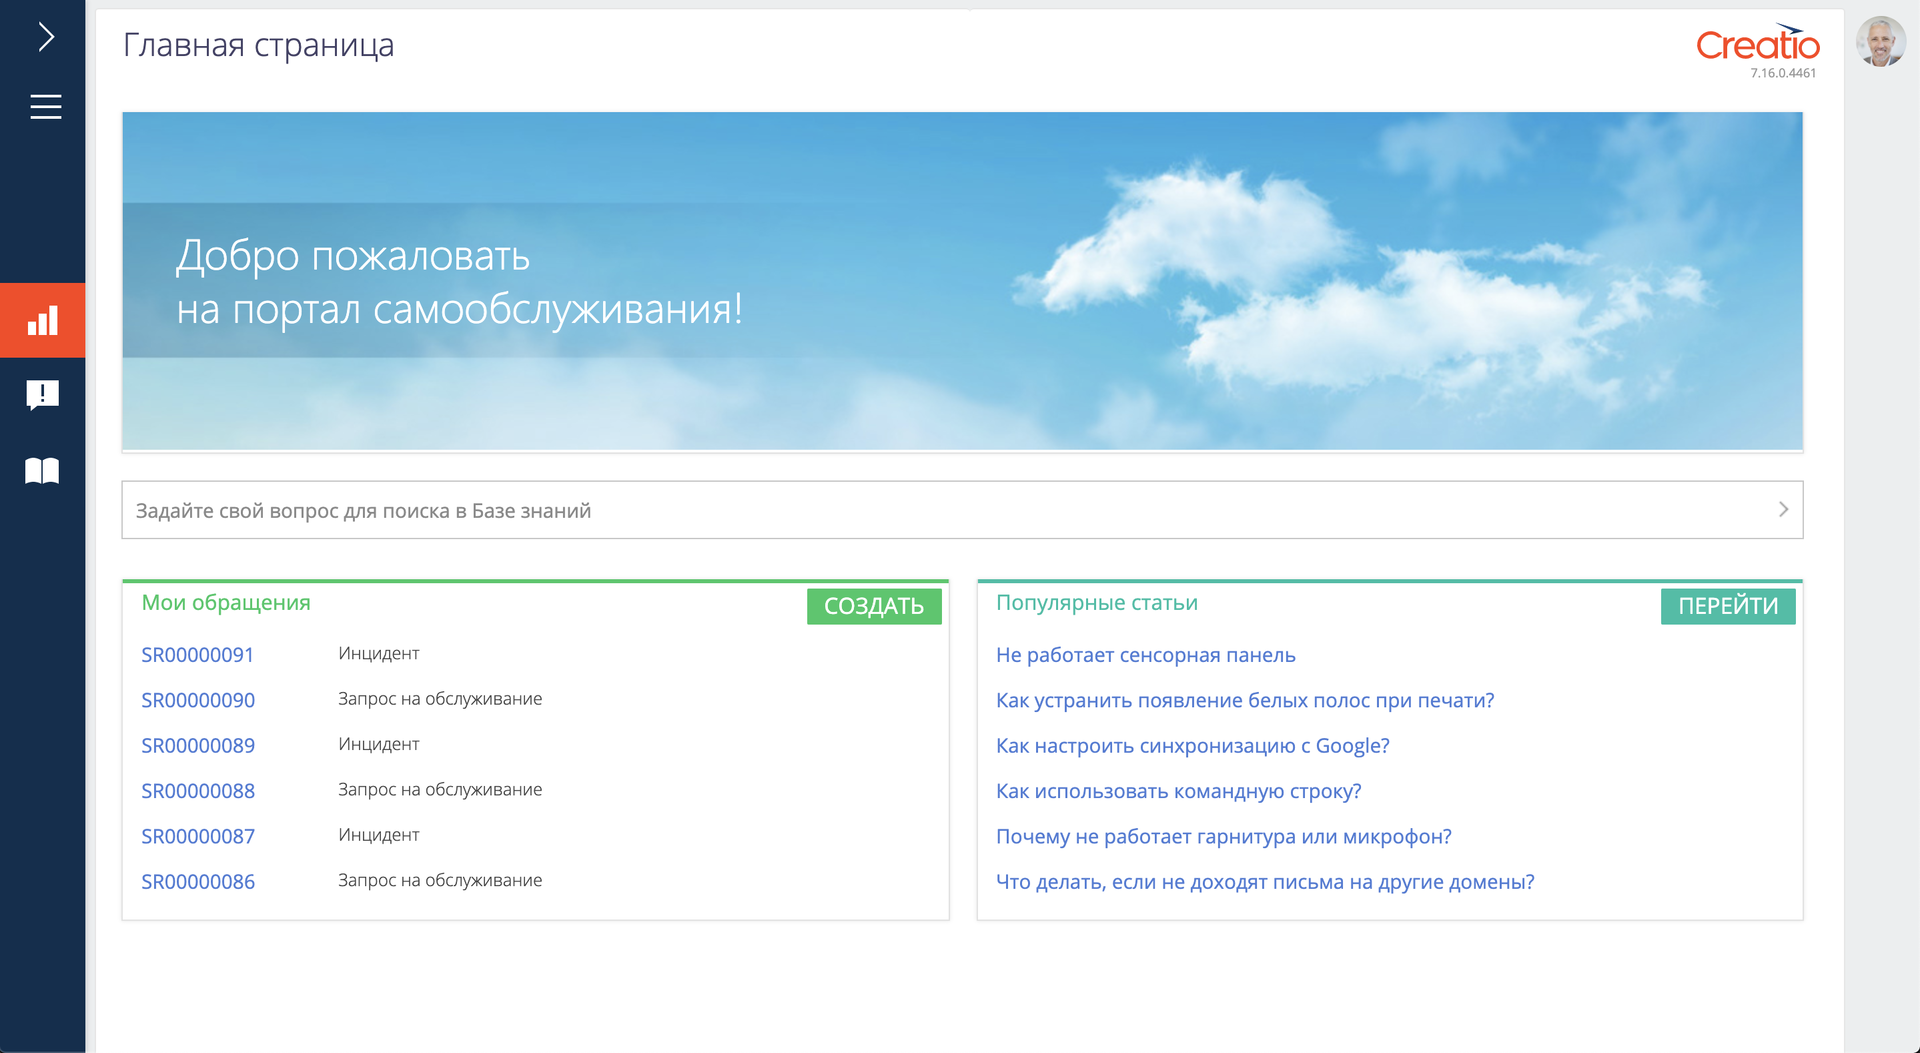 Главная страница
Creatio
7.16.0.4461
Добро пожаловать
на портал самообслуживания!
Задайте свой вопрос для поиска в Базе знаний
Мои обращения
СОЗДАТЬ
SR00000091 Инцидент
SR00000090 Запрос на обслуживание
SR00000089 Инцидент
SR00000088 Запрос на обслуживание
SR00000087 Инцидент
SR00000086 Запрос на обслуживание
Популярные статьи
ПЕРЕЙТИ
Не работает сенсорная панель
Как устранить появление белых полос при печати?
Как настроить синхронизацию с Google?
Как использовать командную строку?
Почему не работает гарнитура или микрофон?
Что делать, если не доходят письма на другие домены?